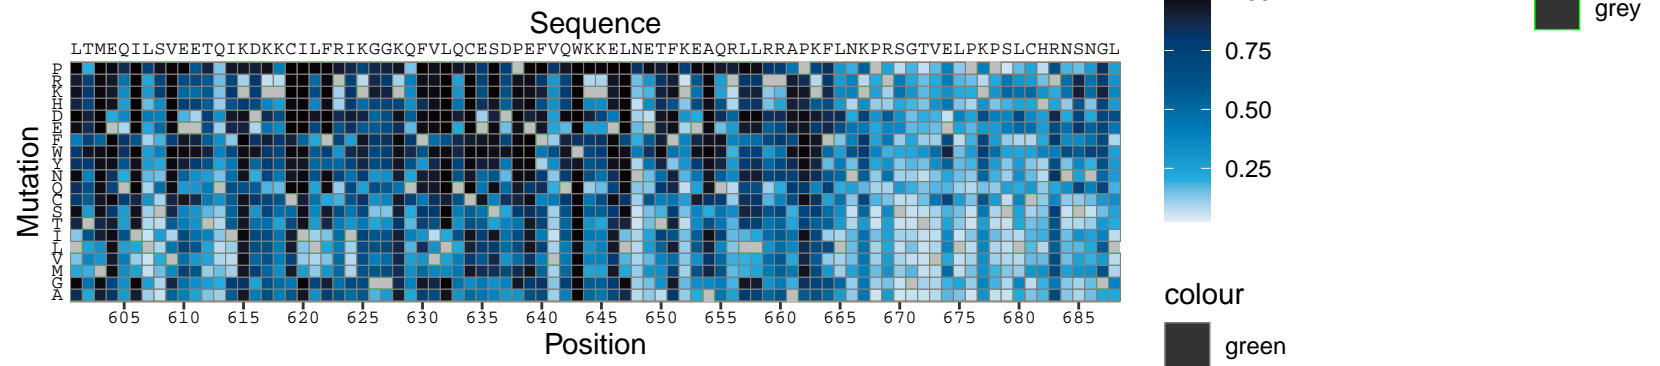 Sequence
LTMEQILSVEETQIKDKKCILFRIKGGKQFVLQCESDPEFVQWKKELNETFKEAQRLLRRAPKFLNKPRSGTVELPKPSLCHRNSNGL
Mutation
P
R
K
H
D
E
F
W
Y
N
Q
C
S
T
I
L
V
M
G
A
605 610 615 620 625 630 635 640 645 650 655 660 665 670 675 680 685
Position
0.75
0.50
0.25
colour
green
grey